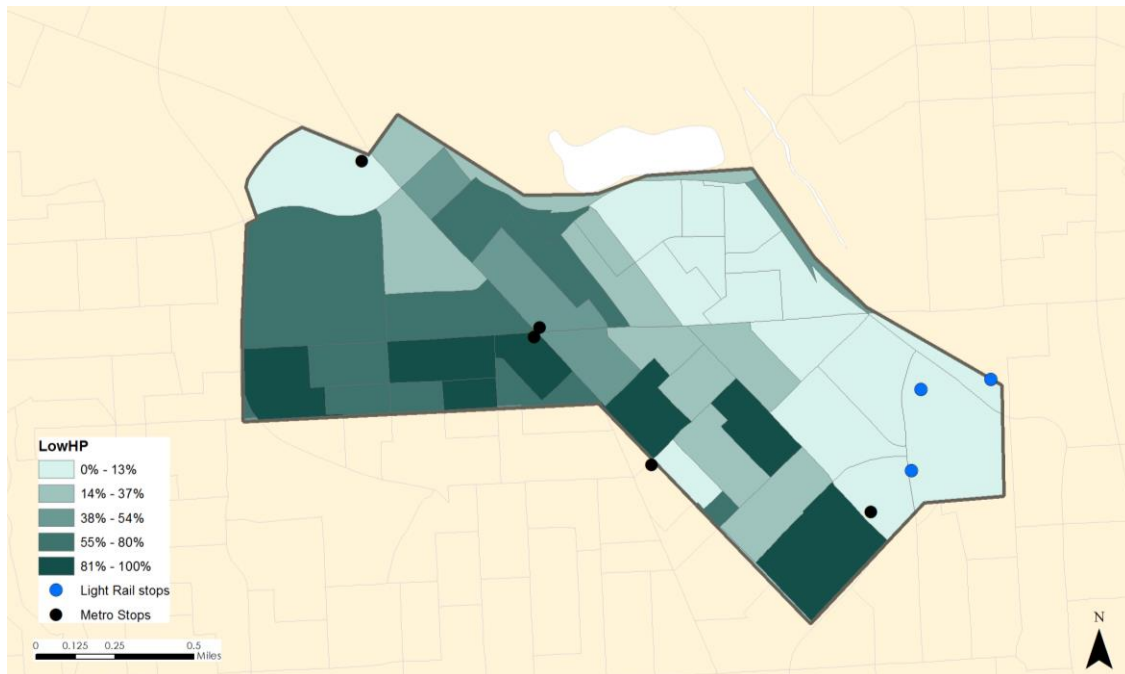 LowHP
0% - 13%
14% - 37%
38% - 54%
55% - 80%
81% - 100%
Light Rail stops
Metro Stops
0 0.125 0.25 0.5
Miles
N